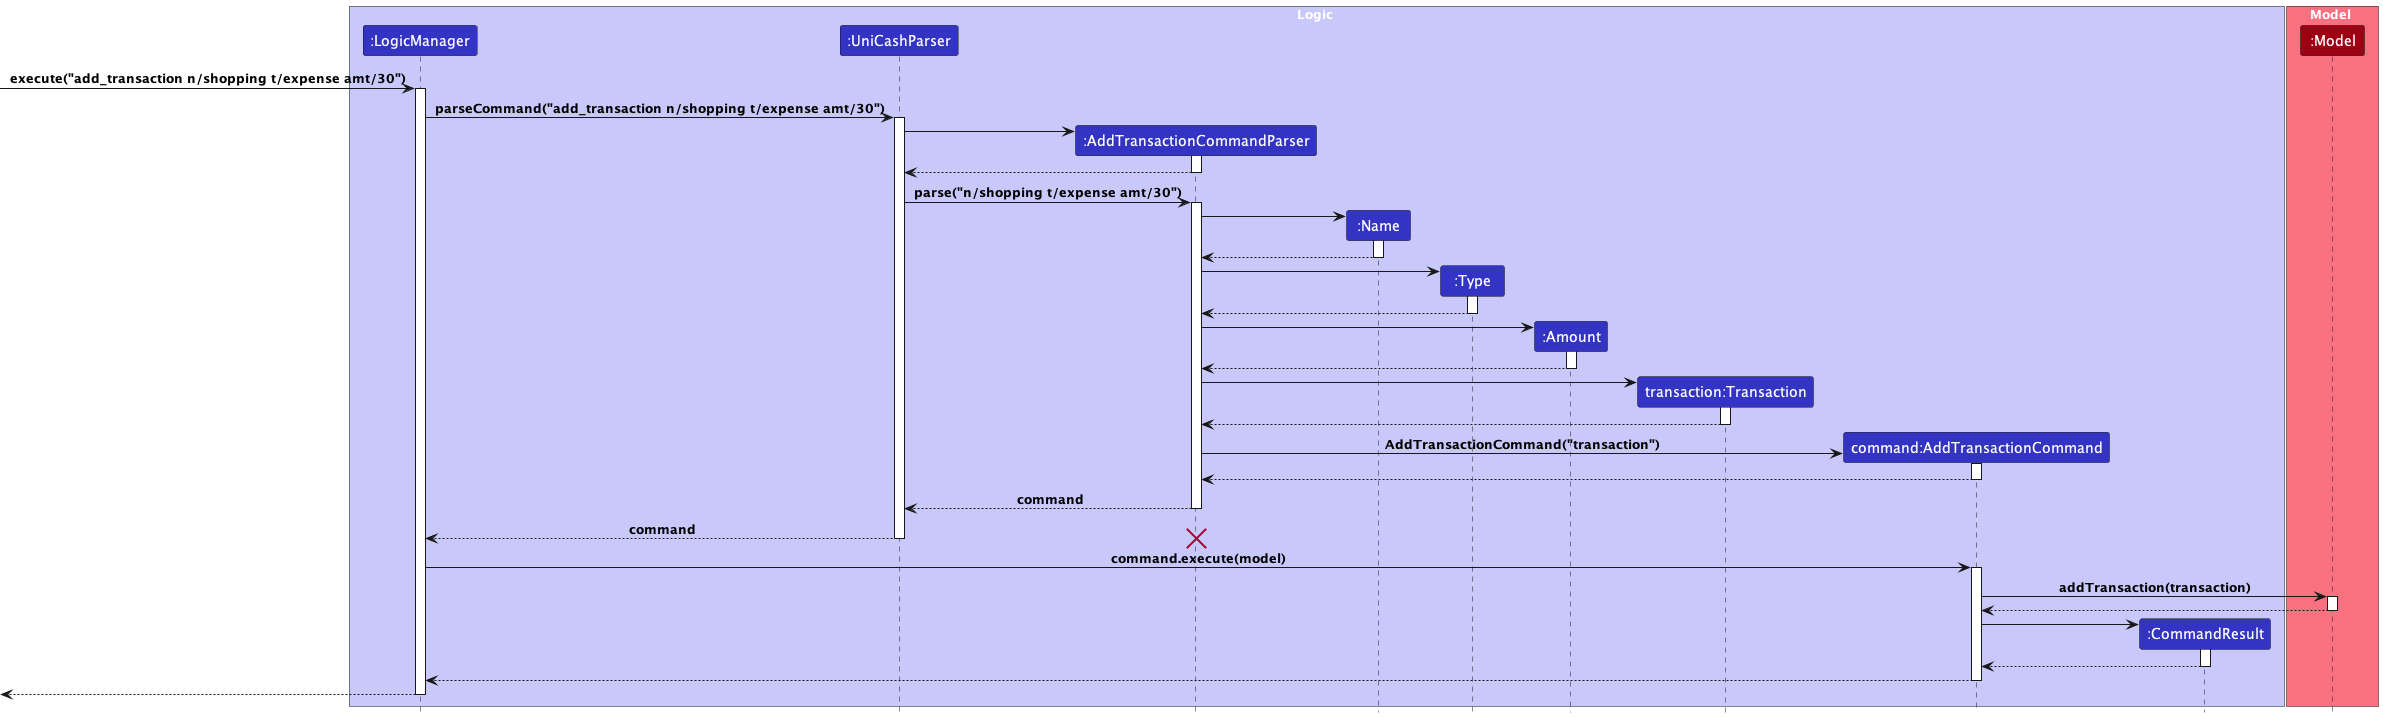 Logic
Model
:LogicManager
:UniCashParser
:Model
execute("add_transaction n/shopping t/expense amt/30")
parseCommand("add_transaction n/shopping t/expense amt/30")
:AddTransactionCommandParser
parse("n/shopping t/expense amt/30")
:Name
:Type
:Amount
transaction:Transaction
AddTransactionCommand("transaction")
command:AddTransactionCommand
command
command
command.execute(model)
addTransaction(transaction)
:CommandResult